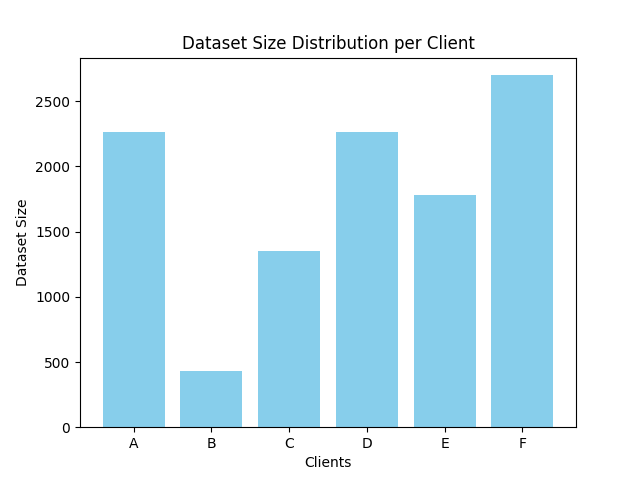 Dataset Size Distribution per Client
Dataset Size
2500
2000
1500
1000
500
0
A B C D E F
Clients